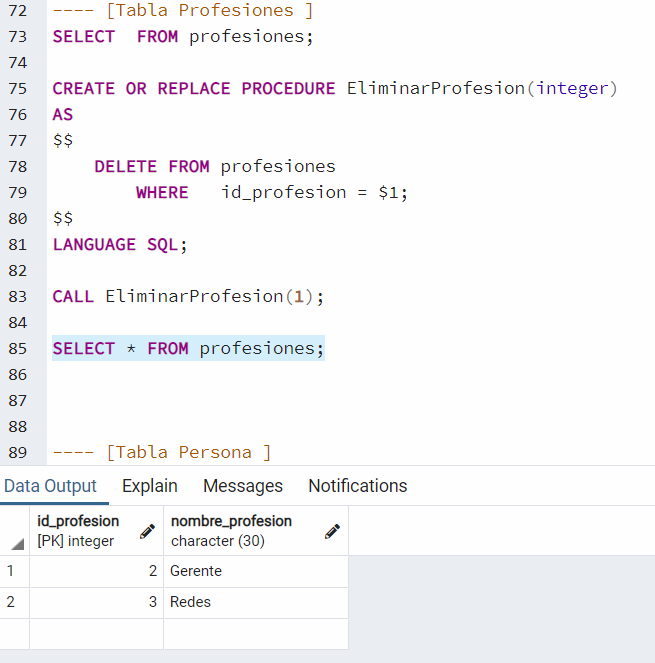 72 ---- [Tabla Profesiones ]
73 SELECT  FROM profesiones;
74
75 CREATE OR REPLACE PROCEDURE EliminarProfesion(integer)
76 AS
77 $$
78     DELETE FROM profesiones
79         WHERE   id_profesion = $1;
80 $$
81 LANGUAGE SQL;
82
83 CALL EliminarProfesion(1);
84
85 SELECT * FROM profesiones;
86
87
88
89 ---- [Tabla Persona ]
Data Output Explain Messages Notifications
id_profesion nombre_profesion
[PK] integer character (30)
1 2 Gerente
2 3 Redes